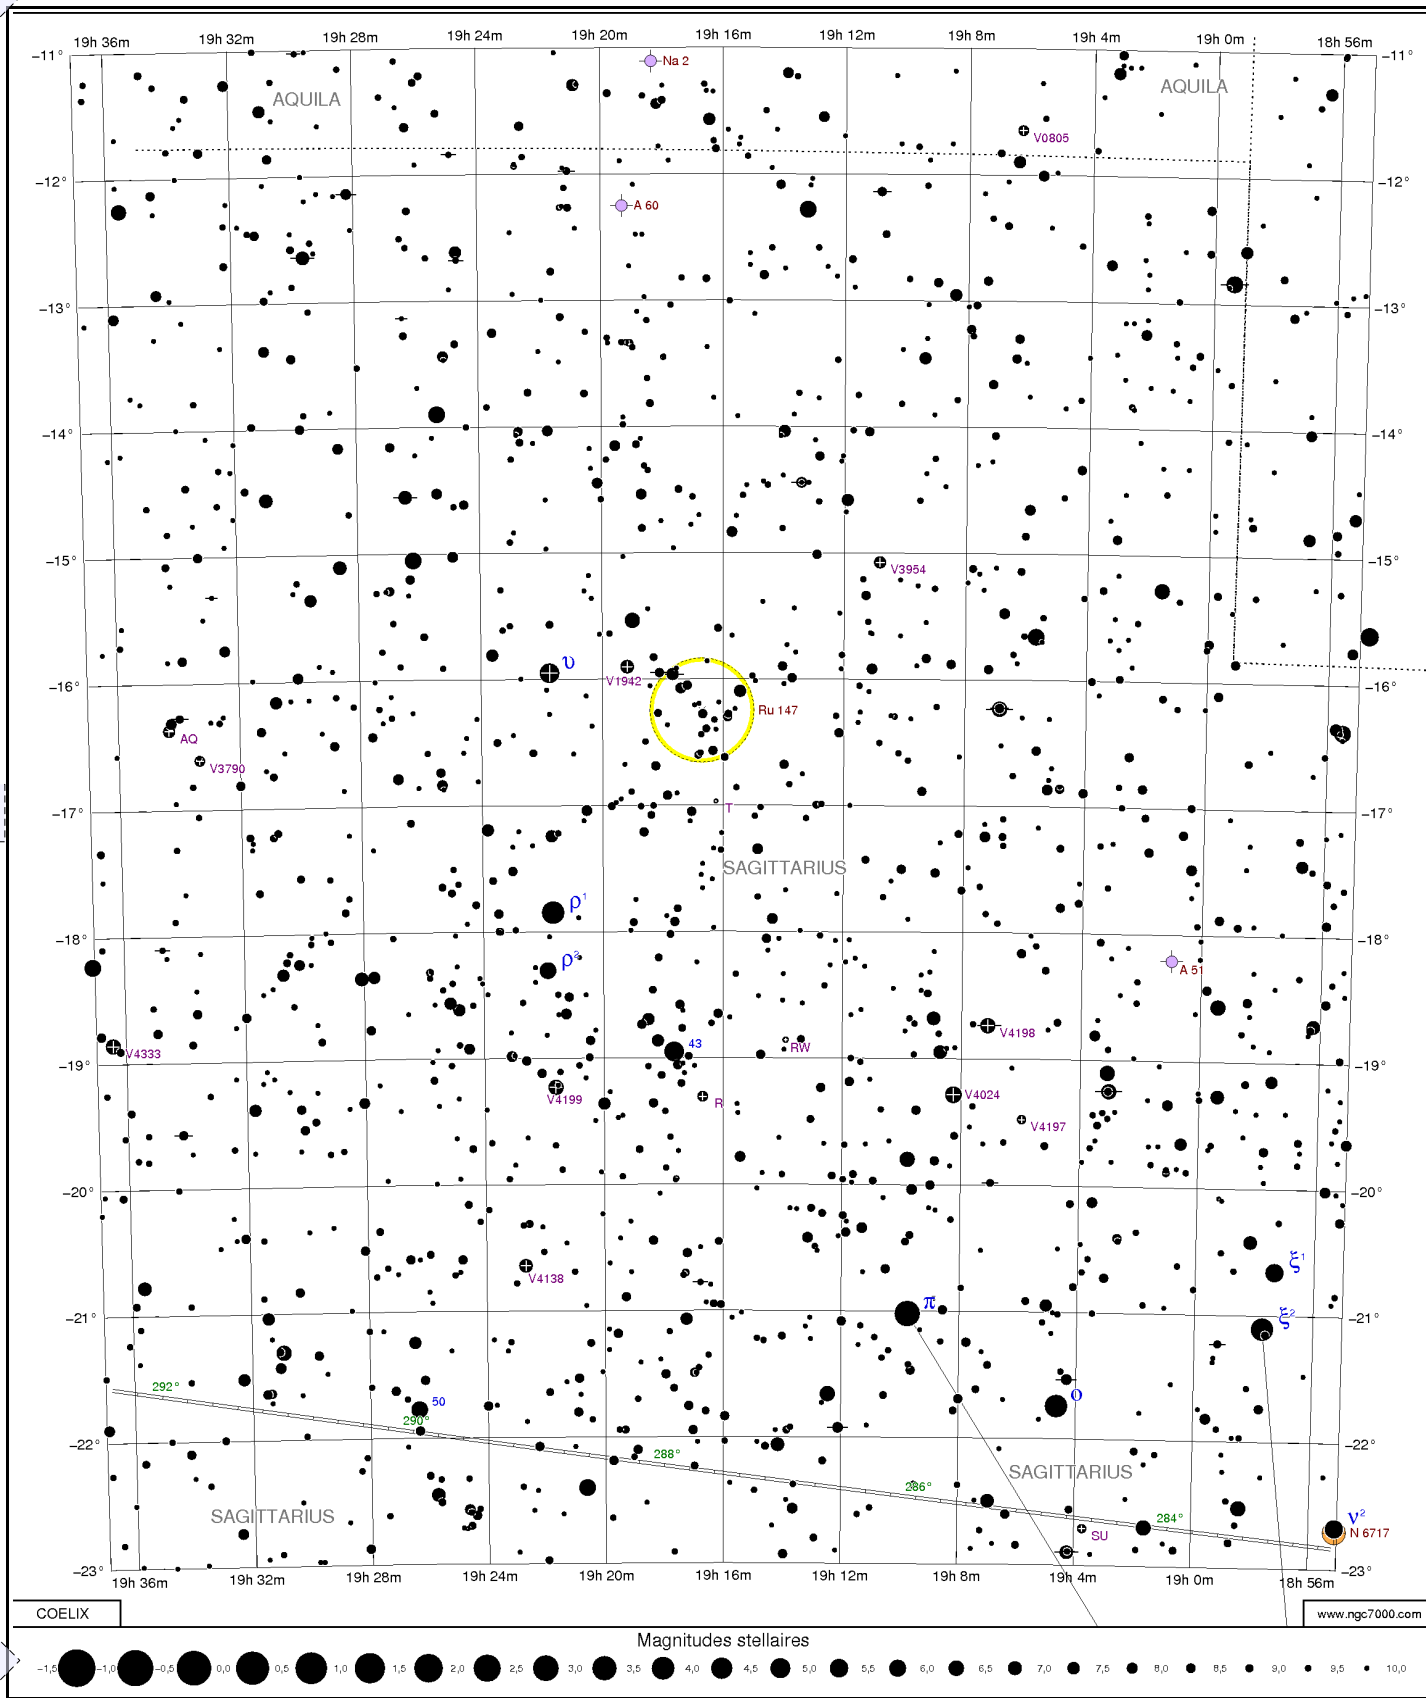 19h 36m 19h 32m 19h 28m 19h 24m 19h 20m 19h 16m 19h 12m 19h 8m 19h 4m 19h 0m 18h 56m
−11° Na 2 −11°
AQUILA AQUILA
V0805
−12° −12°
A 60
−13° −13°
−14° −14°
−15° −15°
V3954
υ
−16° V1942 −16°
Ru 147
AQ
V3790
−17° T −17°
SAGITTARIUS
ρ¹
−18° −18°
ρ²
A 51
V4198
43
V4333 RW
−19° −19°
V4199 R V4024
V4197
−20° −20°
ξ¹
V4138
π
−21° ξ² −21°
292° ο
50
290°
−22° 288° −22°
SAGITTARIUS
286°
SAGITTARIUS 284° ν²
SU N 6717
−23° −23°
19h 36m 19h 32m 19h 28m 19h 24m 19h 20m 19h 16m 19h 12m 19h 8m 19h 4m 19h 0m 18h 56m
COELIX www.ngc7000.com
Magnitudes stellaires
−1,5 −1,0 −0,5 0,0 0,5 1,0 1,5 2,0 2,5 3,0 3,5 4,0 4,5 5,0 5,5 6,0 6,5 7,0 7,5 8,0 8,5 9,0 9,5 10,0